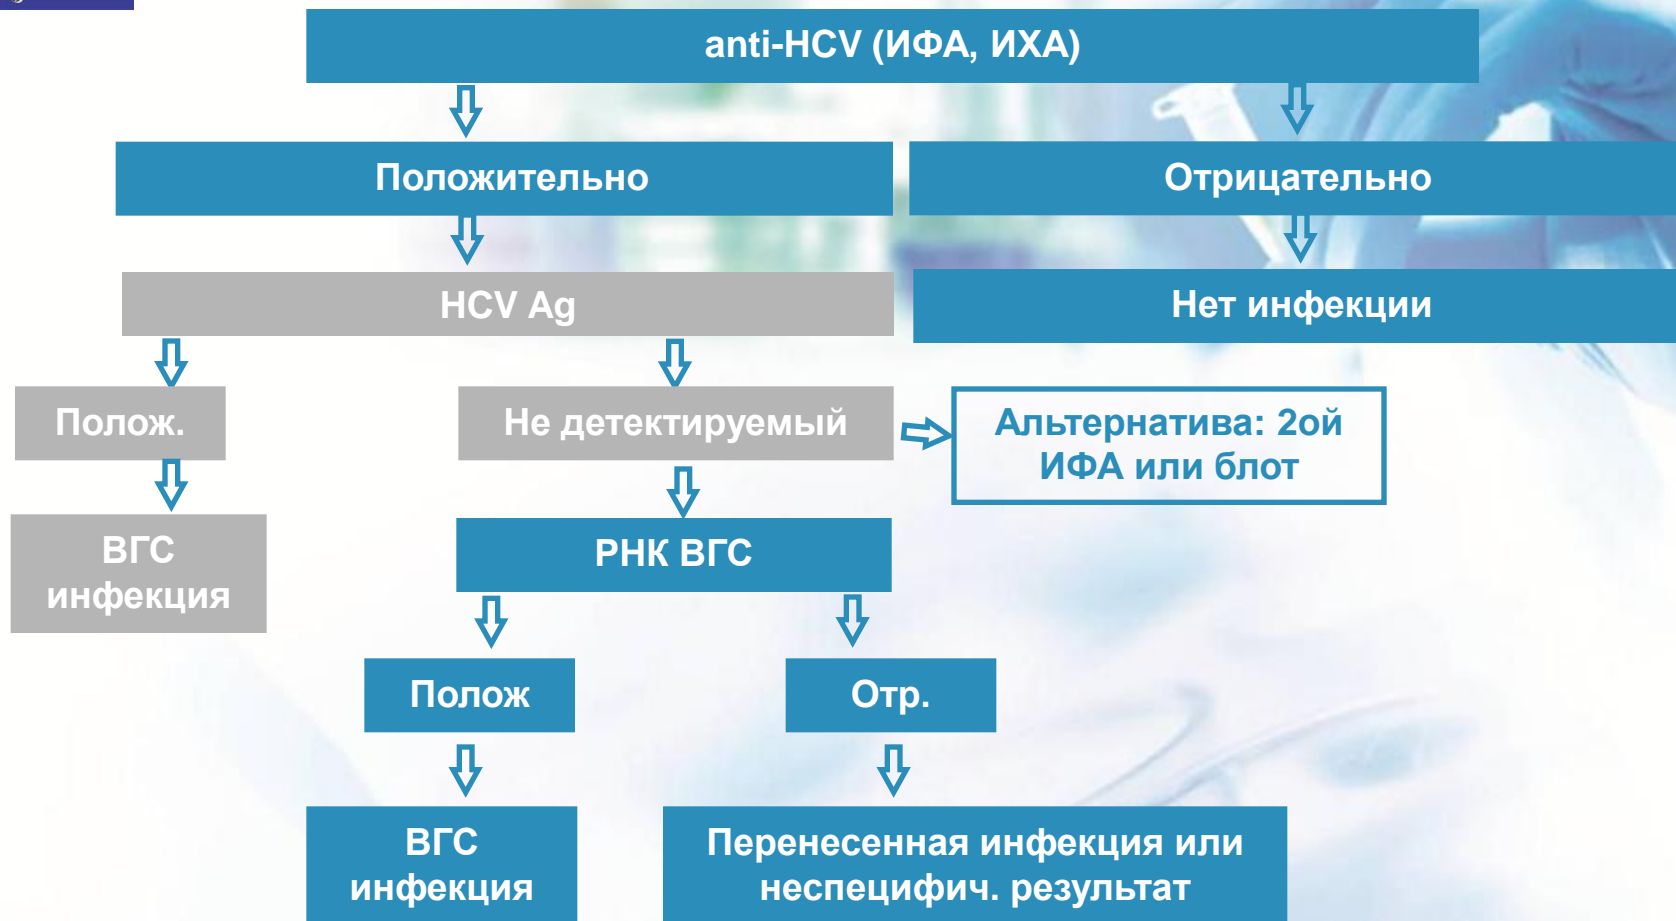 anti-HCV (ИФА, ИХА)
Положительно
Отрицательно
HCV Ag
Нет инфекции
Полож.
Не детектируемый
Альтернатива: 2ой
ИФА или блот
ВГС
инфекция
РНК ВГС
Полож
Отр.
ВГС
инфекция
Перенесенная инфекция или
неспецифич. результат